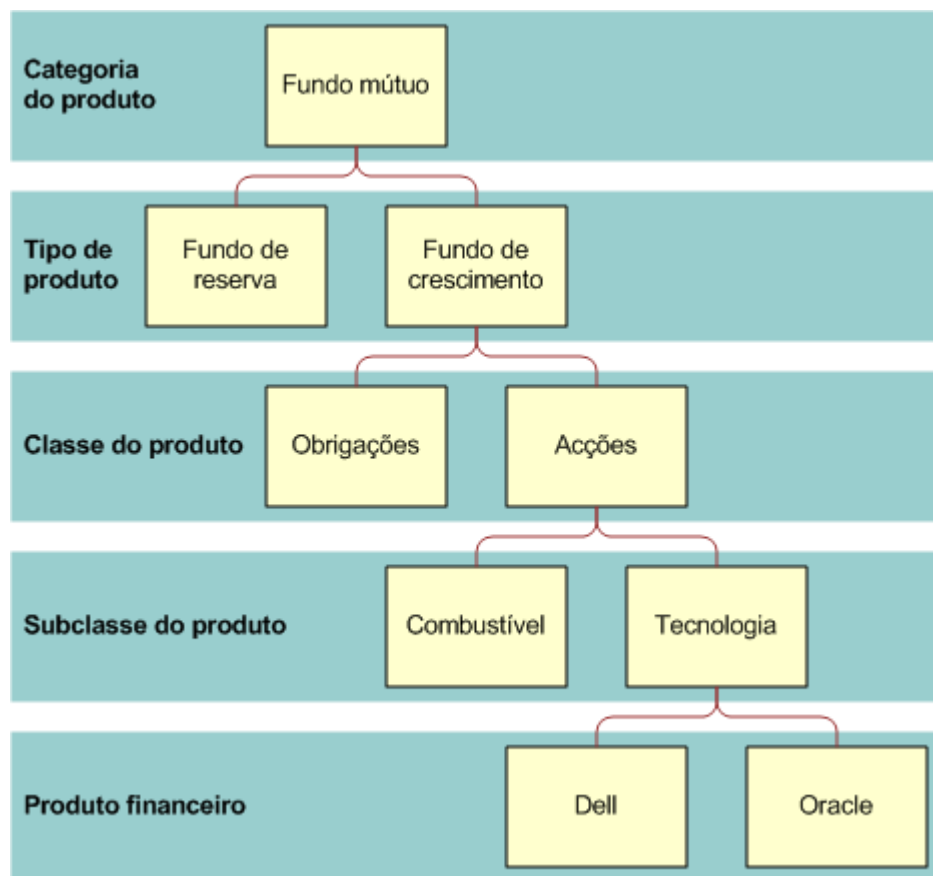 Categoria
do produto
Fundo mútuo
Tipo de
produto
Fundo de
reserva
Fundo de
crescimento
Classe do produto
Obrigações
Acções
Subclasse do produto
Combustível
Tecnologia
Produto financeiro
Dell
Oracle